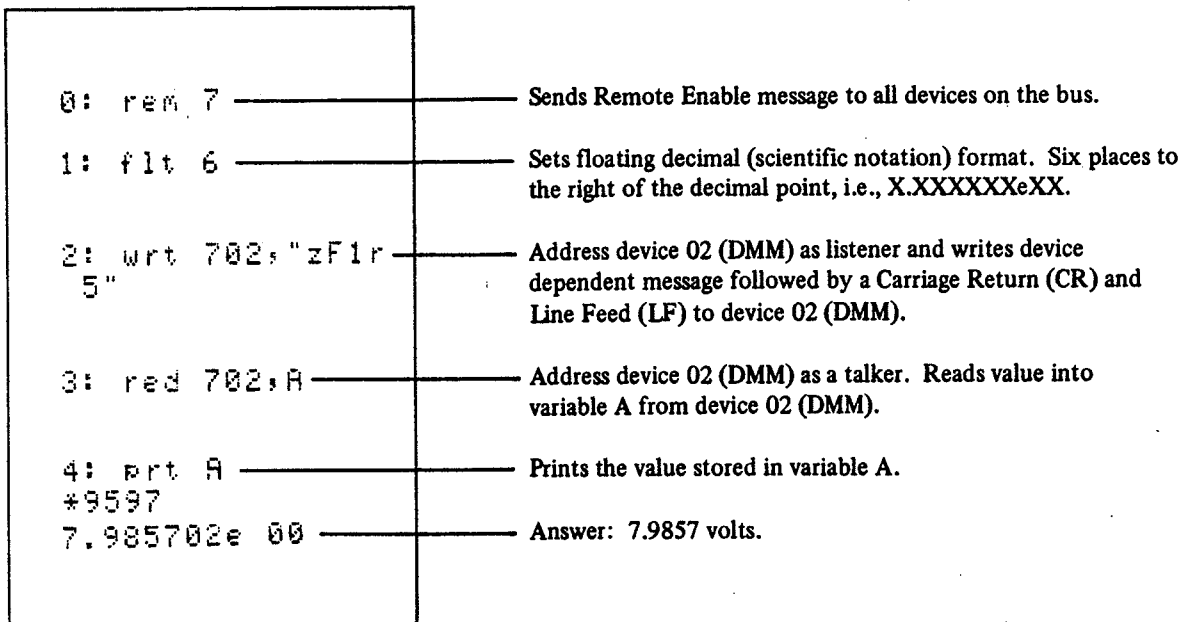 0: rem 7
Sends Remote Enable message to all devices on the bus.
1: flt 6
Sets floating decimal (scientific notation) format. Six places to
the right of the decimal point, i.e., X.XXXXXXeXX.
2: wrt 702,"zF1r
5"
Address device 02 (DMM) as listener and writes device
dependent message followed by a Carriage Return (CR) and
Line Feed (LF) to device 02 (DMM).
3: red 702,A
Address device 02 (DMM) as a talker. Reads value into
variable A from device 02 (DMM).
4: prt A
Prints the value stored in variable A.
*9597
7.985702e 00
Answer: 7.9857 volts.